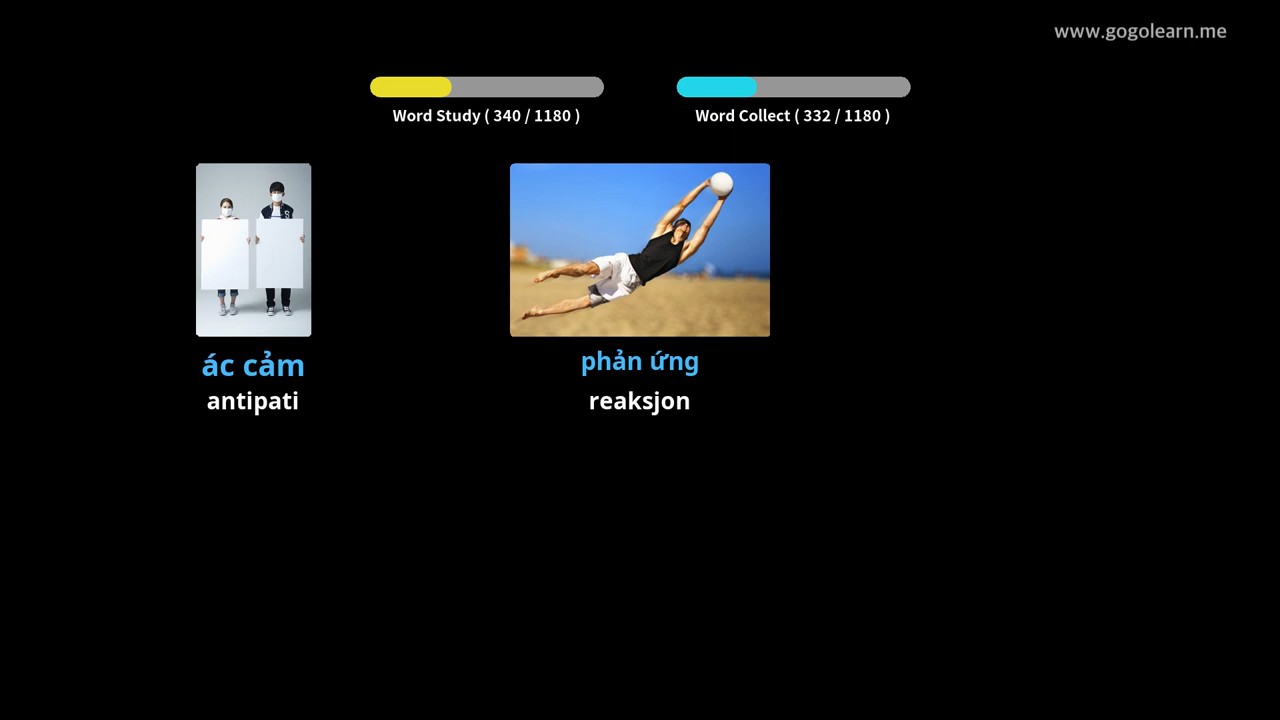 www.gogolearn.me
Word Study ( 340 / 1180 )
Word Collect ( 332 / 1180 )
ác cảm
antipati
phản ứng
reaksjon